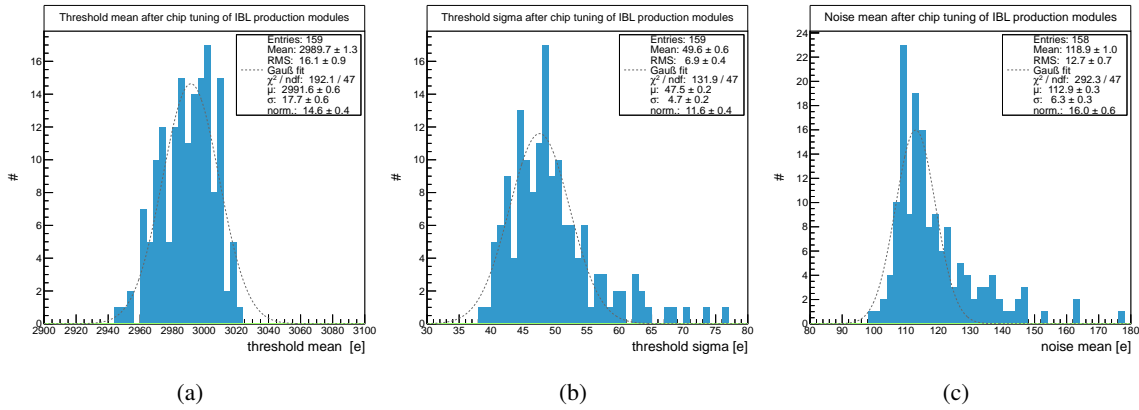 Threshold mean after chip tuning of IBL production modules
Entries: 159
Mean: 2989.7 ± 1.3
RMS: 16.1 ± 0.9
Gauß fit
χ² / ndf: 192.1 / 47
μ: 2991.6 ± 0.6
σ: 17.7 ± 0.6
norm.: 14.6 ± 0.4
#
16
14
12
10
8
6
4
2
0
2900 2920 2940 2960 2980 3000 3020 3040 3060 3080 3100
threshold mean [e]
(a)
Threshold sigma after chip tuning of IBL production modules
Entries: 159
Mean: 49.6 ± 0.6
RMS: 6.9 ± 0.4
Gauß fit
χ² / ndf: 131.9 / 47
μ: 47.5 ± 0.2
σ: 4.7 ± 0.2
norm.: 11.6 ± 0.4
#
16
14
12
10
8
6
4
2
0
30 35 40 45 50 55 60 65 70 75 80
threshold sigma [e]
(b)
Noise mean after chip tuning of IBL production modules
Entries: 158
Mean: 118.9 ± 1.0
RMS: 12.7 ± 0.7
Gauß fit
χ² / ndf: 292.3 / 47
μ: 112.9 ± 0.3
σ: 6.3 ± 0.3
norm.: 16.0 ± 0.6
#
24
22
20
18
16
14
12
10
8
6
4
2
0
80 90 100 110 120 130 140 150 160 170 180
noise mean [e]
(c)